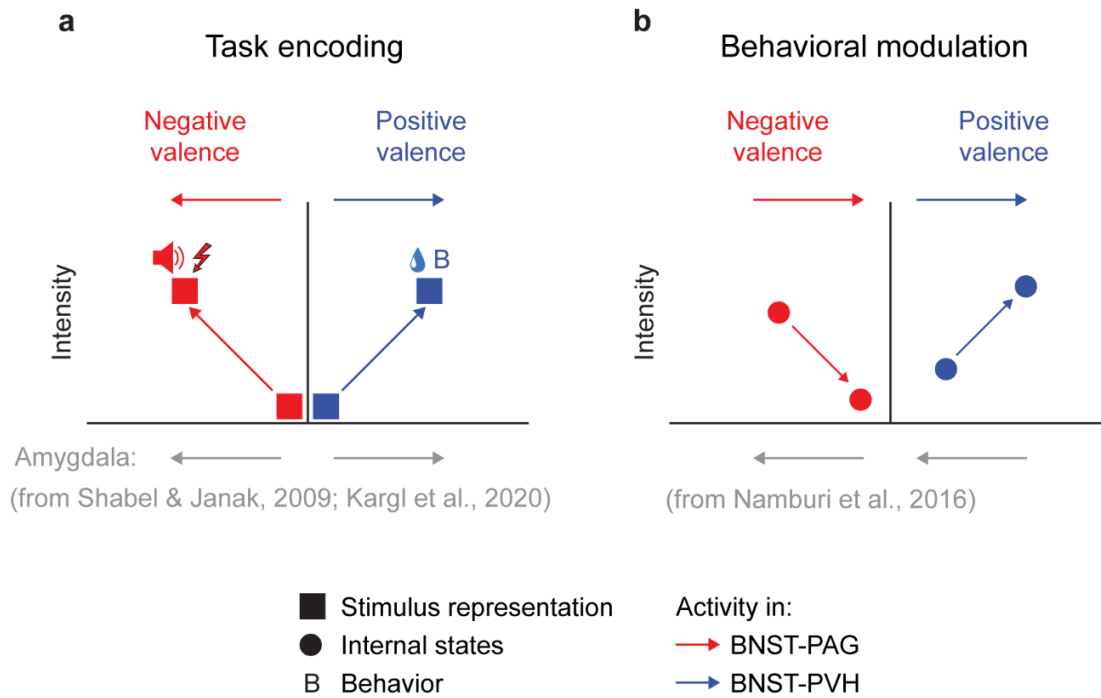 a
Task encoding
Negative
valence
Positive
valence
B
Intensity
Amygdala:
(from Shabel & Janak, 2009; Kargl et al., 2020)
b
Behavioral modulation
Negative
valence
Positive
valence
Intensity
(from Namburi et al., 2016)
Stimulus representation
Internal states
B Behavior
Activity in:
BNST-PAG
BNST-PVH